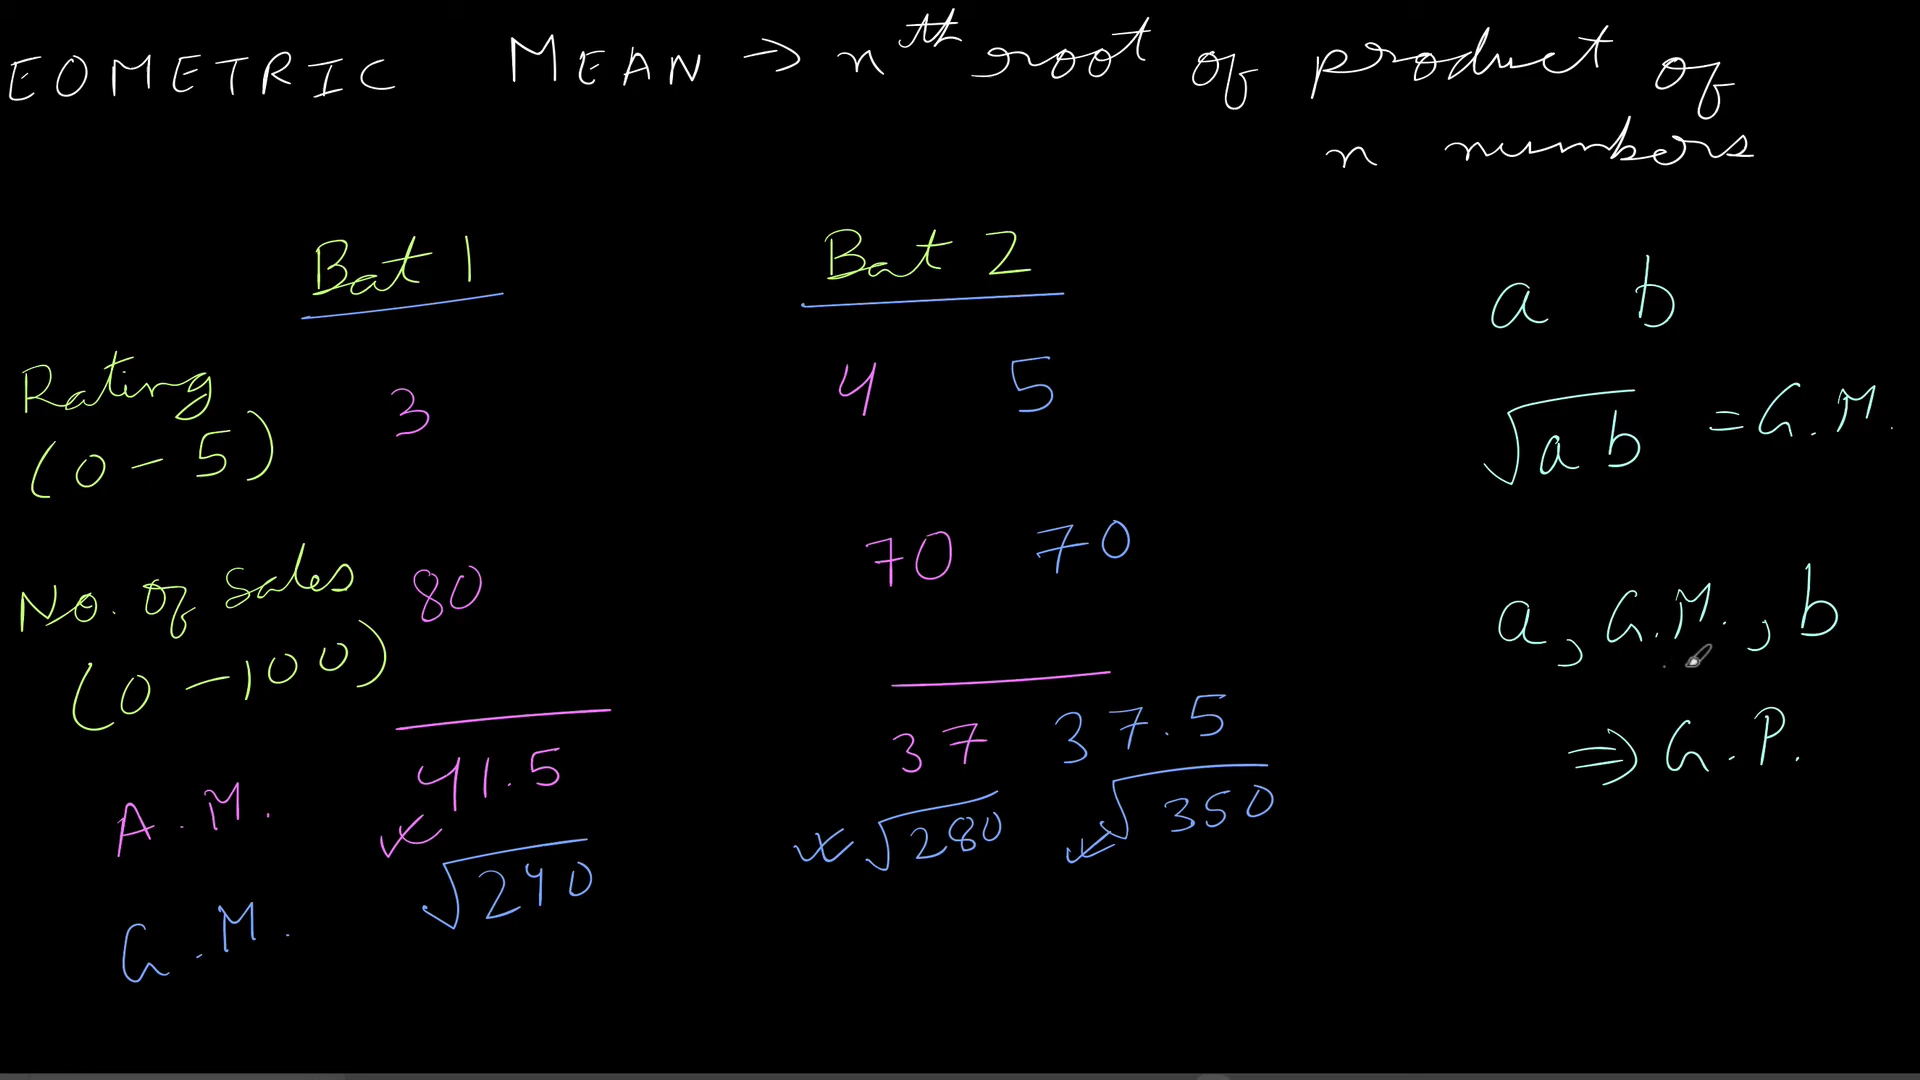 EOMETRIC MEAN → nth root of product of
n numbers
Bat 1 Bat 2
a b
Rating 3 4 5
(0 - 5)
√ab = G.M.
No. of Sales 80 70 70
(0 - 100)
a, G.M., b
41.5 37 37.5
⇒ G.P.
A.M.
√240 √280 √350
G.M.